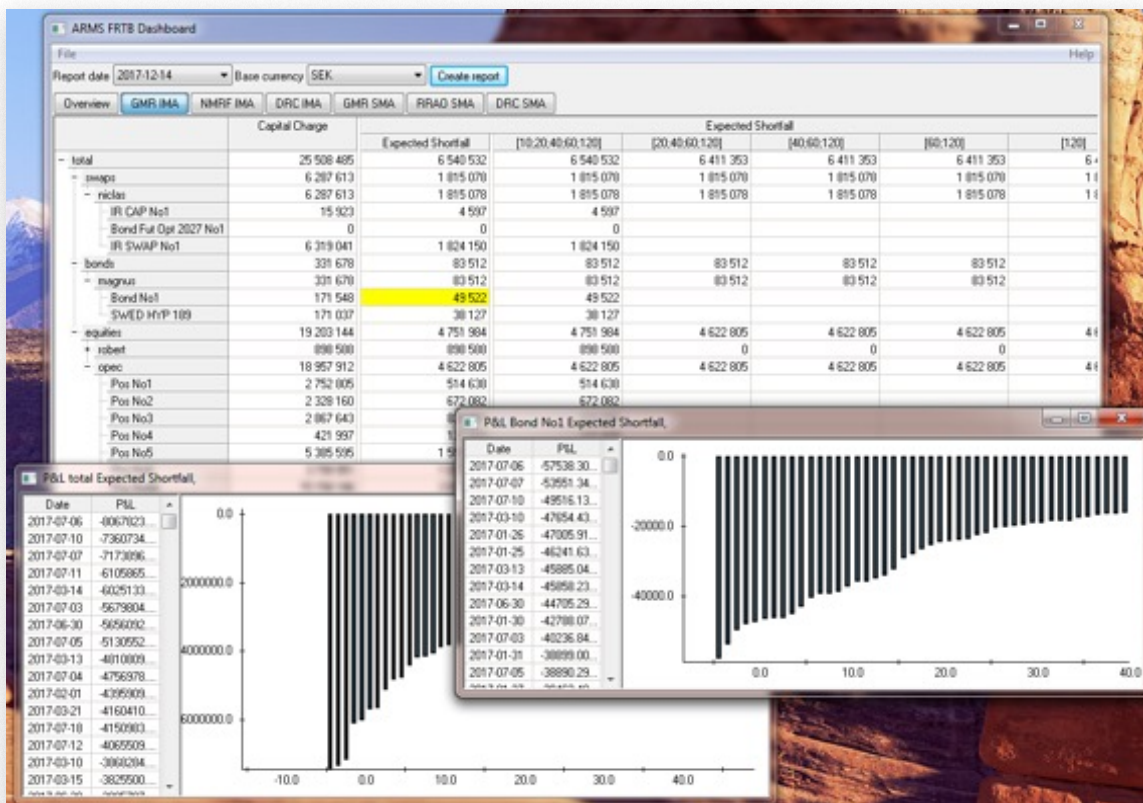 ARMS FRTB Dashboard
File Help
Report date 2017-12-14 Base currency SEK Create report
Overview GMR IMA NMRF IMA DRC IMA GMR SMA RRAO SMA DRC SMA
Capital Charge Expected Shortfall
Expected Shortfall [10;20;40;60;120] [20;40;60;120] [40;60;120] [60;120] [120]
- total 25 508 485 6 540 532 6 540 532 6 411 353 6 411 353 6 411 353
- swaps 6 287 613 1 815 078 1 815 078 1 815 078 1 815 078 1 815 078
- niclas 6 287 613 1 815 078 1 815 078 1 815 078 1 815 078 1 815 078
IR CAP No1 15 923 4 597 4 597
Bond Fut Opt 2027 No1 0 0 0
IR SWAP No1 6 319 041 1 824 150 1 824 150
- bonds 331 678 83 512 83 512 83 512 83 512 83 512
- magnus 331 678 83 512 83 512 83 512 83 512 83 512
Bond No1 171 548 49 522 49 522
SWED HYP 189 171 037 38 127 38 127
- equities 19 203 144 4 751 984 4 751 984 4 622 805 4 622 805 4 622 805
+ robert 898 588 898 588 898 588 0 0 0
- opec 18 957 912 4 622 805 4 622 805 4 622 805 4 622 805 4 622 805
Pos No1 2 752 805 514 638 514 638
Pos No2 2 328 160 672 082 672 082
Pos No3 2 867 643
Pos No4 421 997
Pos No5 5 385 595
P&L Bond No1 Expected Shortfall,
Date P&L
2017-07-06 -57538.30...
2017-07-07 -53551.34...
2017-07-10 -49516.13...
2017-03-10 -47654.43...
2017-01-26 -47005.91...
2017-01-25 -46241.63...
2017-03-13 -45885.04...
2017-03-14 -45858.23...
2017-06-30 -44705.29...
2017-01-30 -42788.07...
2017-07-03 -40236.84...
2017-01-31 -38899.00...
2017-07-05 -38890.29...
0.0
-20000.0
-40000.0
0.0 10.0 20.0 30.0 40.0
P&L total Expected Shortfall,
Date P&L
2017-07-06 -8067823...
2017-07-10 -7360734...
2017-07-07 -7173896...
2017-07-11 -6105865...
2017-03-14 -6025133...
2017-07-03 -5679804...
2017-06-30 -5656092...
2017-07-05 -5130552...
2017-03-13 -4810809...
2017-07-04 -4756978...
2017-02-01 -4395909...
2017-03-21 -4160410...
2017-07-18 -4150983...
2017-07-12 -4065509...
2017-03-10 -3868284...
2017-03-15 -3825500...
0.0
2000000.0
4000000.0
6000000.0
-10.0 0.0 10.0 20.0 30.0 40.0